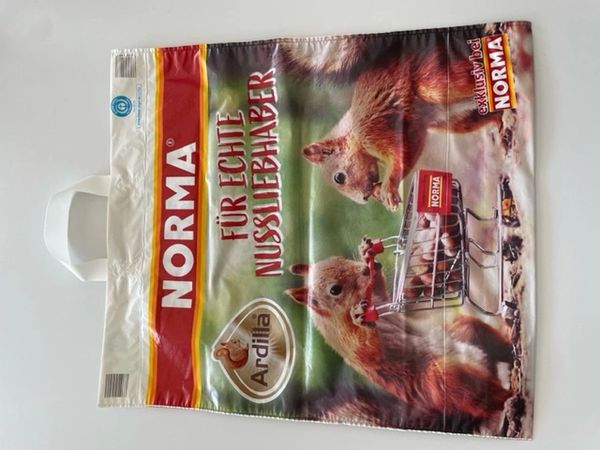 NORMA®
FÜR ECHTE
NUSSLIEBHABER
Ardilla®
NORMA
exklusiv bei
NORMA